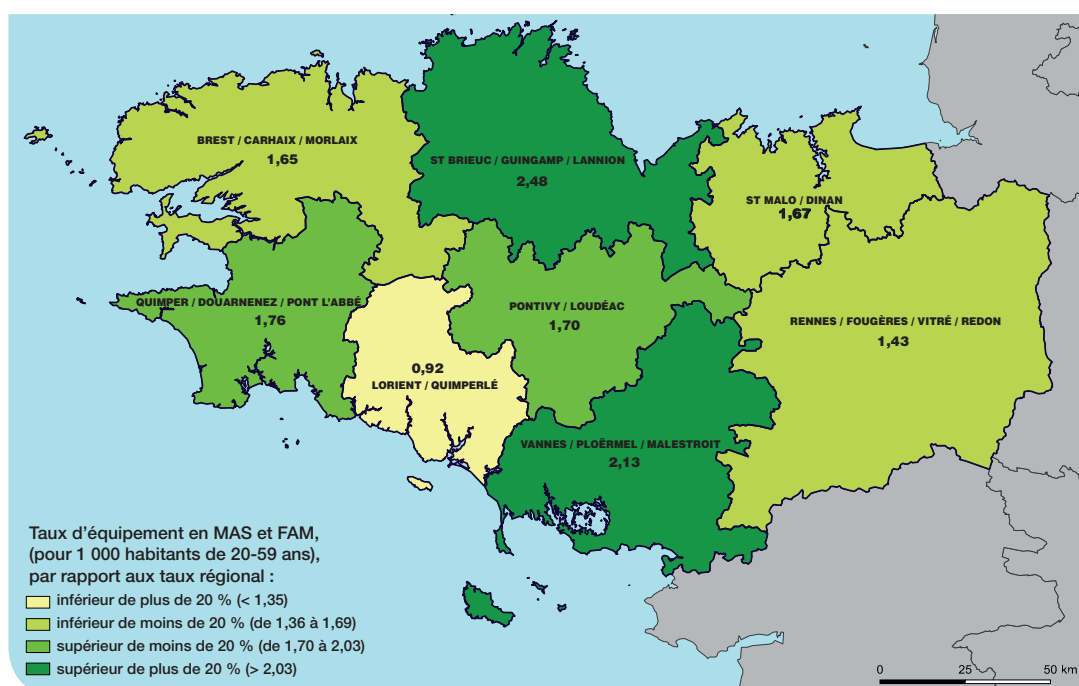 BREST / CARHAIX / MORLAIX
1,65
ST BRIEUC / GUINGAMP / LANNION
2,48
ST MALO / DINAN
1,67
QUIMPER / DOUARNENEZ / PONT L'ABBÉ
1,76
PONTIVY / LOUDÉAC
1,70
RENNES / FOUGÈRES / VITRÉ / REDON
1,43
0,92
LORIENT / QUIMPERLÉ
VANNES / PLOËRMEL / MALESTROIT
2,13
Taux d'équipement en MAS et FAM,
(pour 1 000 habitants de 20-59 ans),
par rapport aux taux régional :
inférieur de plus de 20 % (< 1,35)
inférieur de moins de 20 % (de 1,36 à 1,69)
supérieur de moins de 20 % (de 1,70 à 2,03)
supérieur de plus de 20 % (> 2,03)
0 25 50 km